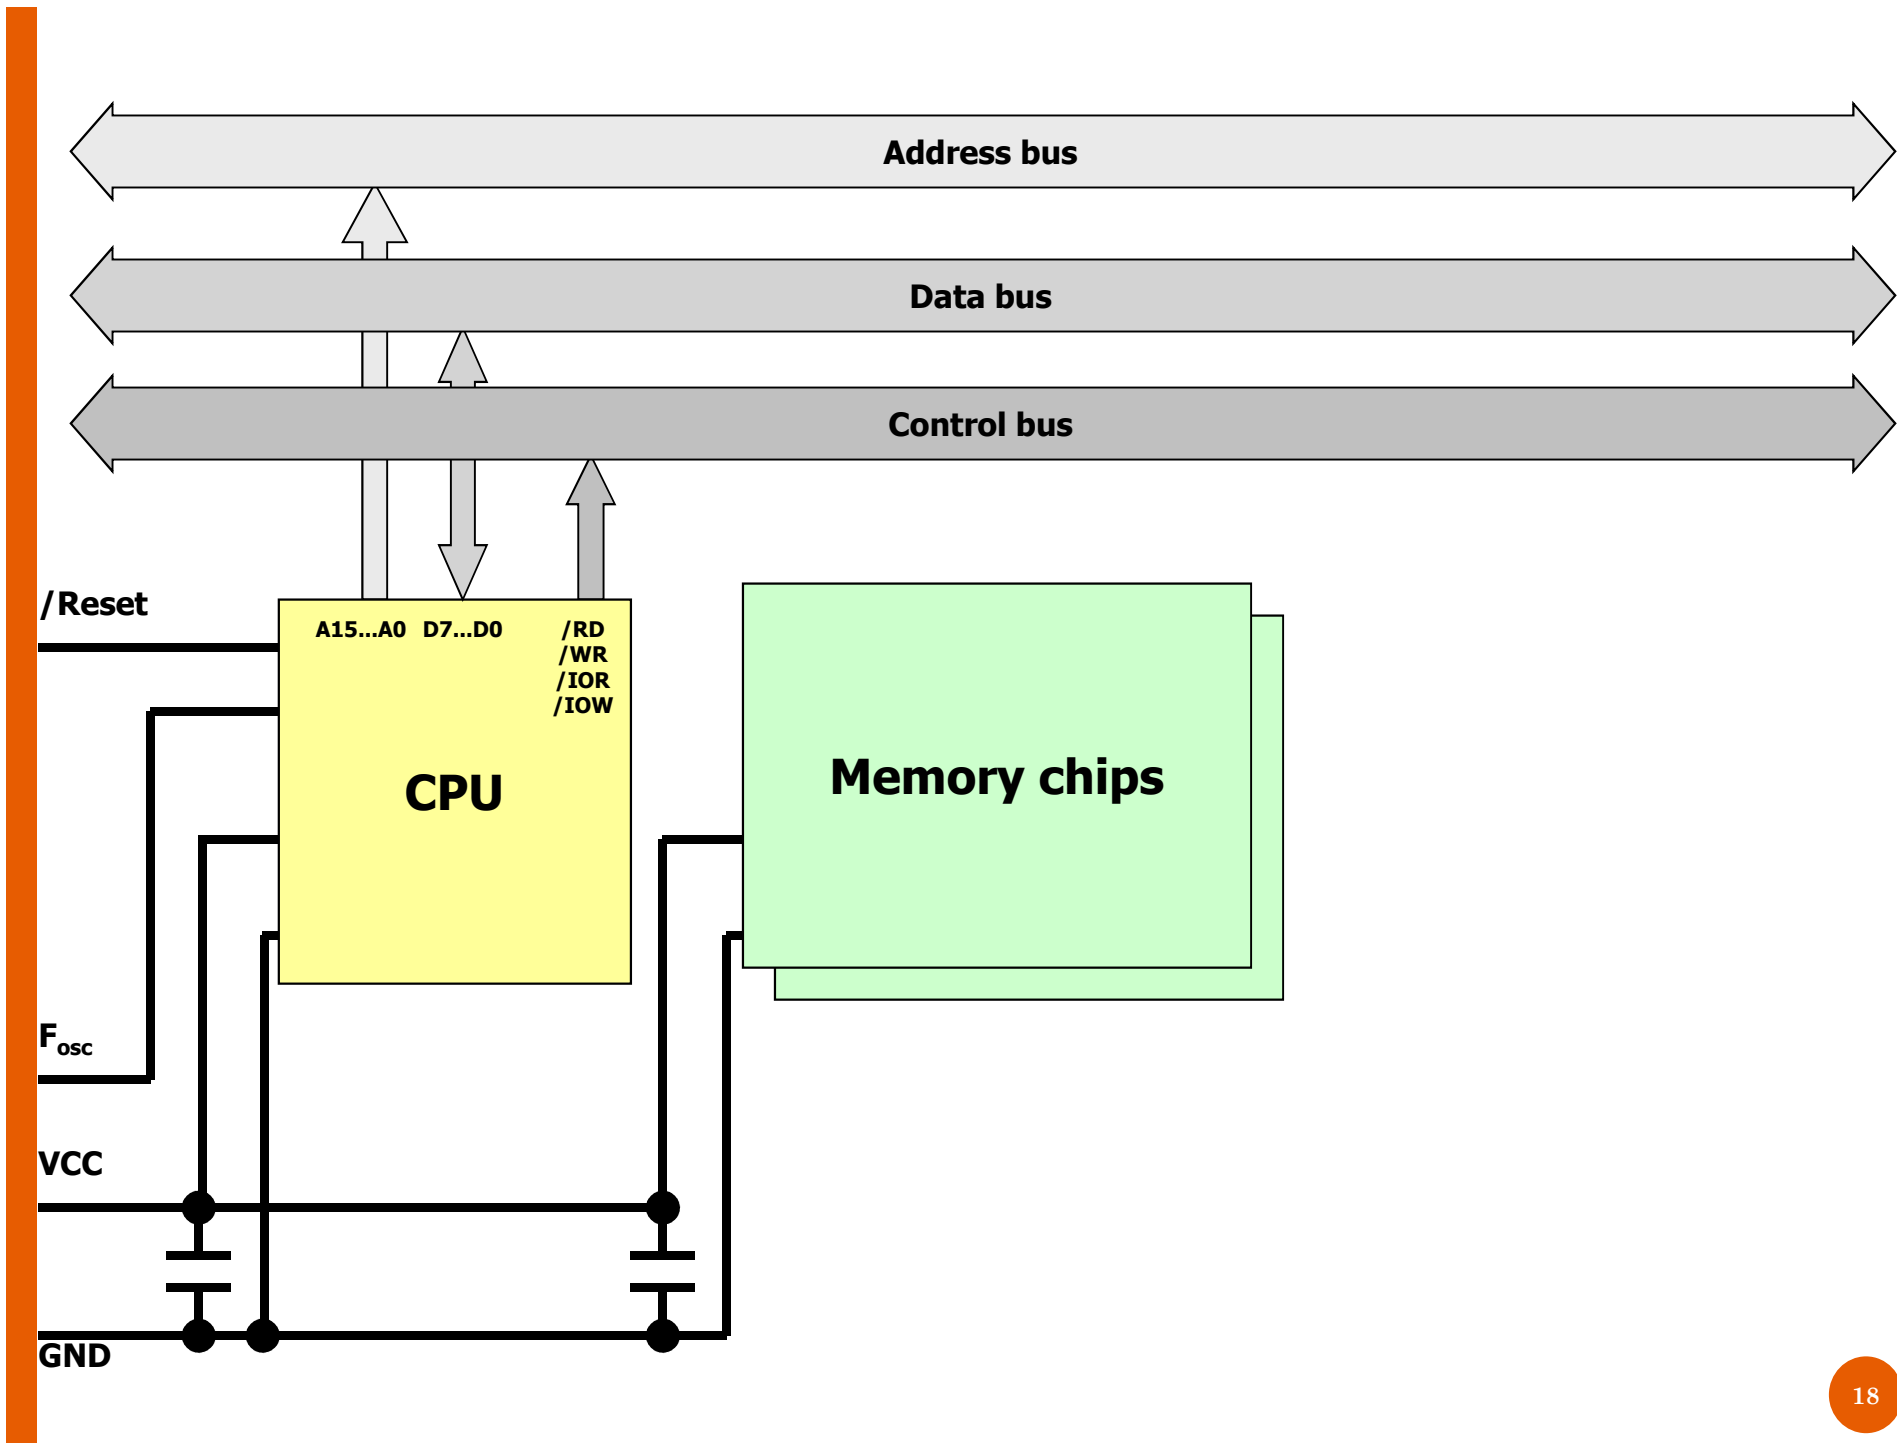 Address bus
Data bus
Control bus
/Reset
A15...A0 D7...D0 /RD
/WR
/IOR
/IOW
CPU
Memory chips
Fosc
VCC
GND
18